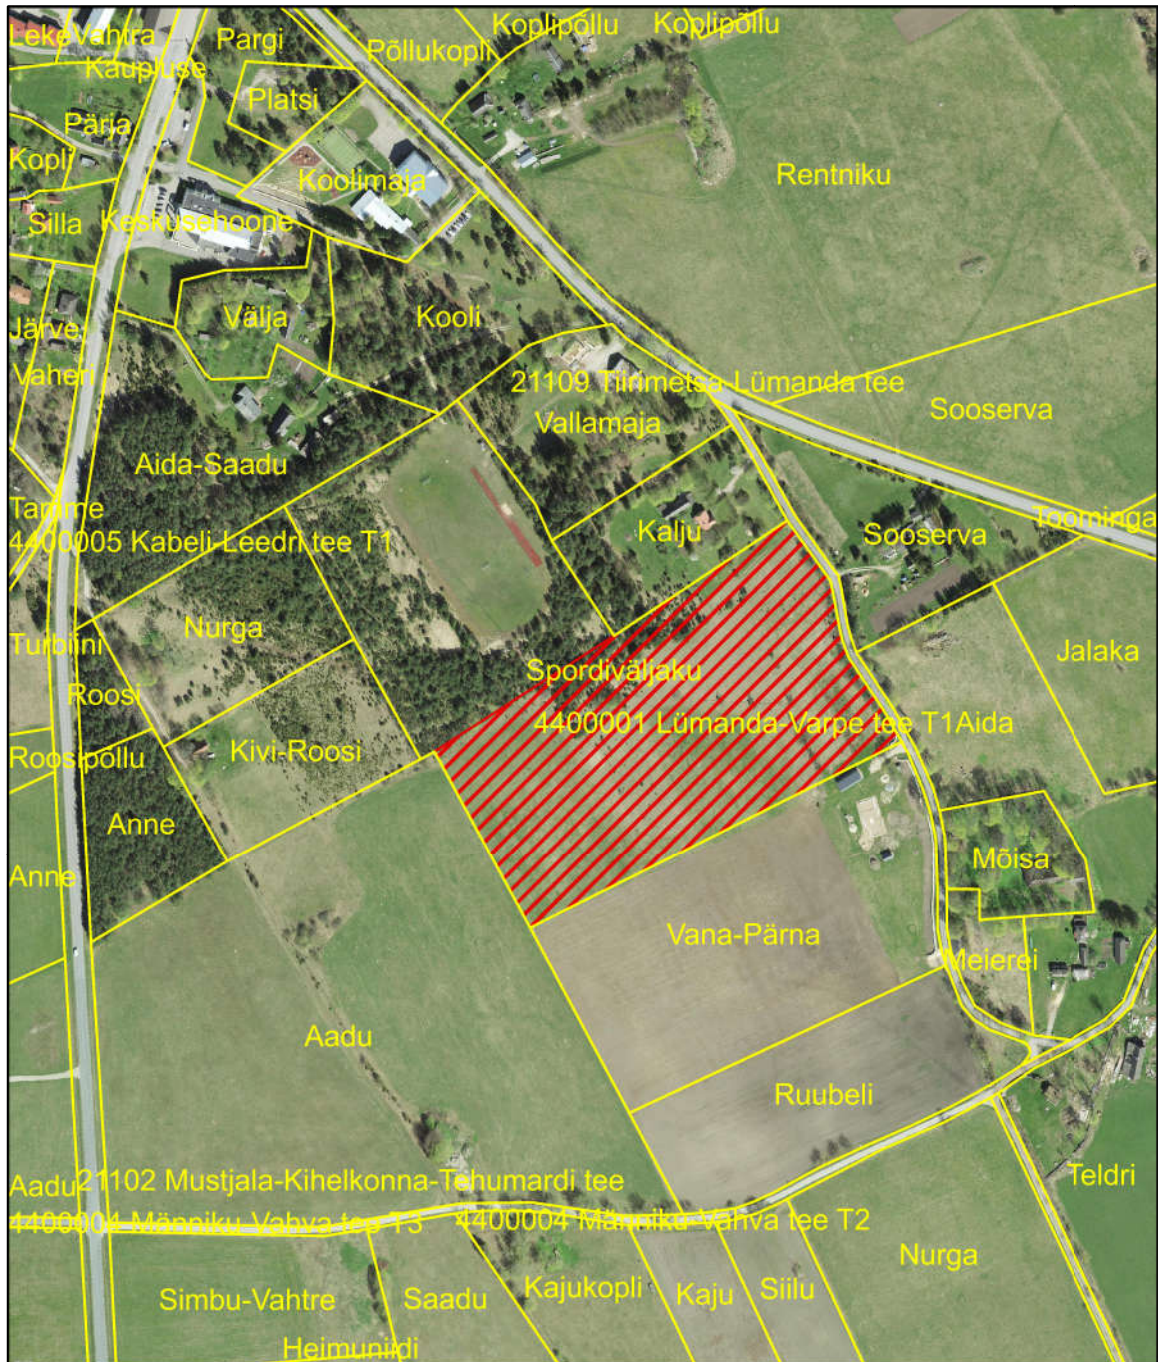 Leke Vahtra
Pargi
Põllukopli
Koplipõllu
Koplipõllu
Kaupluse
Platsi
Pärja
Kopli
Koolimaja
Rentniku
Silla
Keskusehoone
Järve
Välja
Kooli
Vaheri
21109 Tiirimetsa-Lümanda tee
Sooserva
Vallamaja
Aida-Saadu
Tamme
Toominga
4400005 Kabeli-Leedri tee T1
Kalju
Sooserva
Nurga
Turbiini
Jalaka
Spordiväljaku
Roosi
4400001 Lümanda-Varpe tee T1 Aida
Roosipõllu
Kivi-Roosi
Anne
Mõisa
Anne
Vana-Pärna
Meierei
Aadu
Ruubeli
Teldri
Aadu
21102 Mustjala-Kihelkonna-Tehumardi tee
4400004 Männiku-Vahva tee T3
4400004 Männiku-Vahva tee T2
Nurga
Simbu-Vahtre
Saadu
Kajukopli
Kaju
Siilu
Heimuniidi